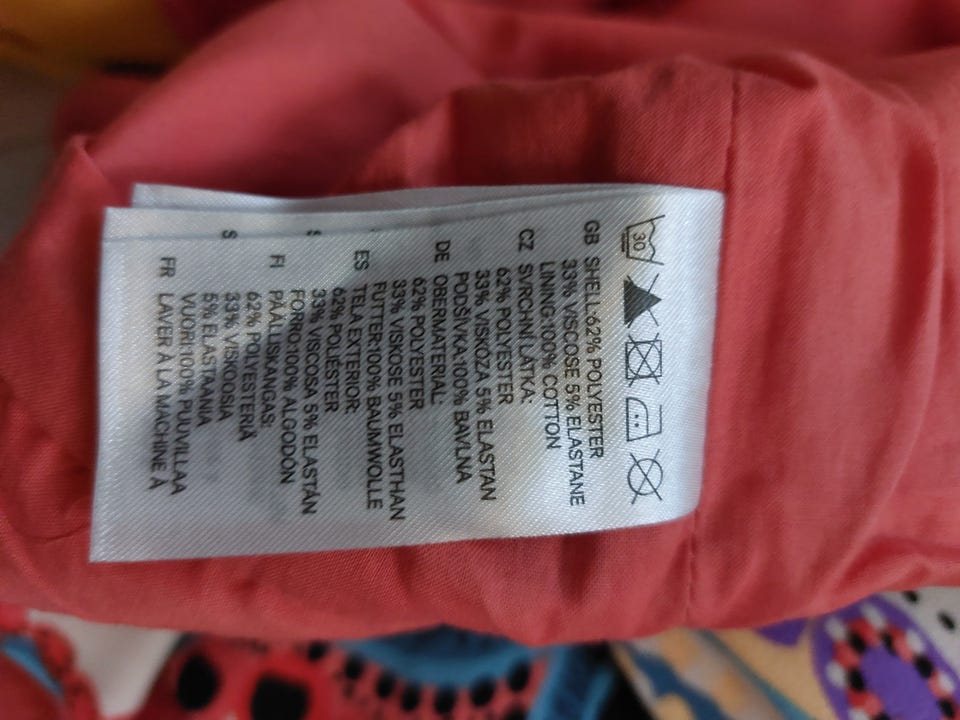 30
GB SHELL:62% POLYESTER
33% VISCOSE 5% ELASTANE
LINING:100% COTTON
CZ SVRCHNÍ LÁTKA:
62% POLYESTER
33% VISKÓZA 5% ELASTAN
PODŠÍVKA:100% BAVLNA
DE OBERMATERIAL:
62% POLYESTER
33% VISKOSE 5% ELASTHAN
FUTTER:100% BAUMWOLLE
ES TELA EXTERIOR:
62% POLIÉSTER
33% VISCOSA 5% ELASTÁN
FORRO:100% ALGODÓN
FI PÄÄLLISKANGAS:
62% POLYESTERIÄ
33% VISKOOSIA
5% ELASTAANIA
VUORI:100% PUUVILLAA
FR LAVER À LA MACHINE À